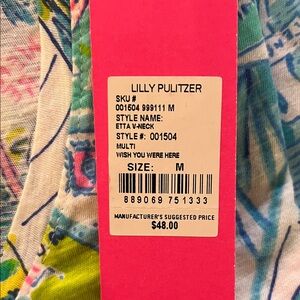 LILLY PULITZER
SKU #
001504 999111 M
STYLE NAME:
ETTA V-NECK
STYLE #: 001504
MULTI
WISH YOU WERE HERE
SIZE: M
889069 751333
MANUFACTURER'S SUGGESTED PRICE
$48.00